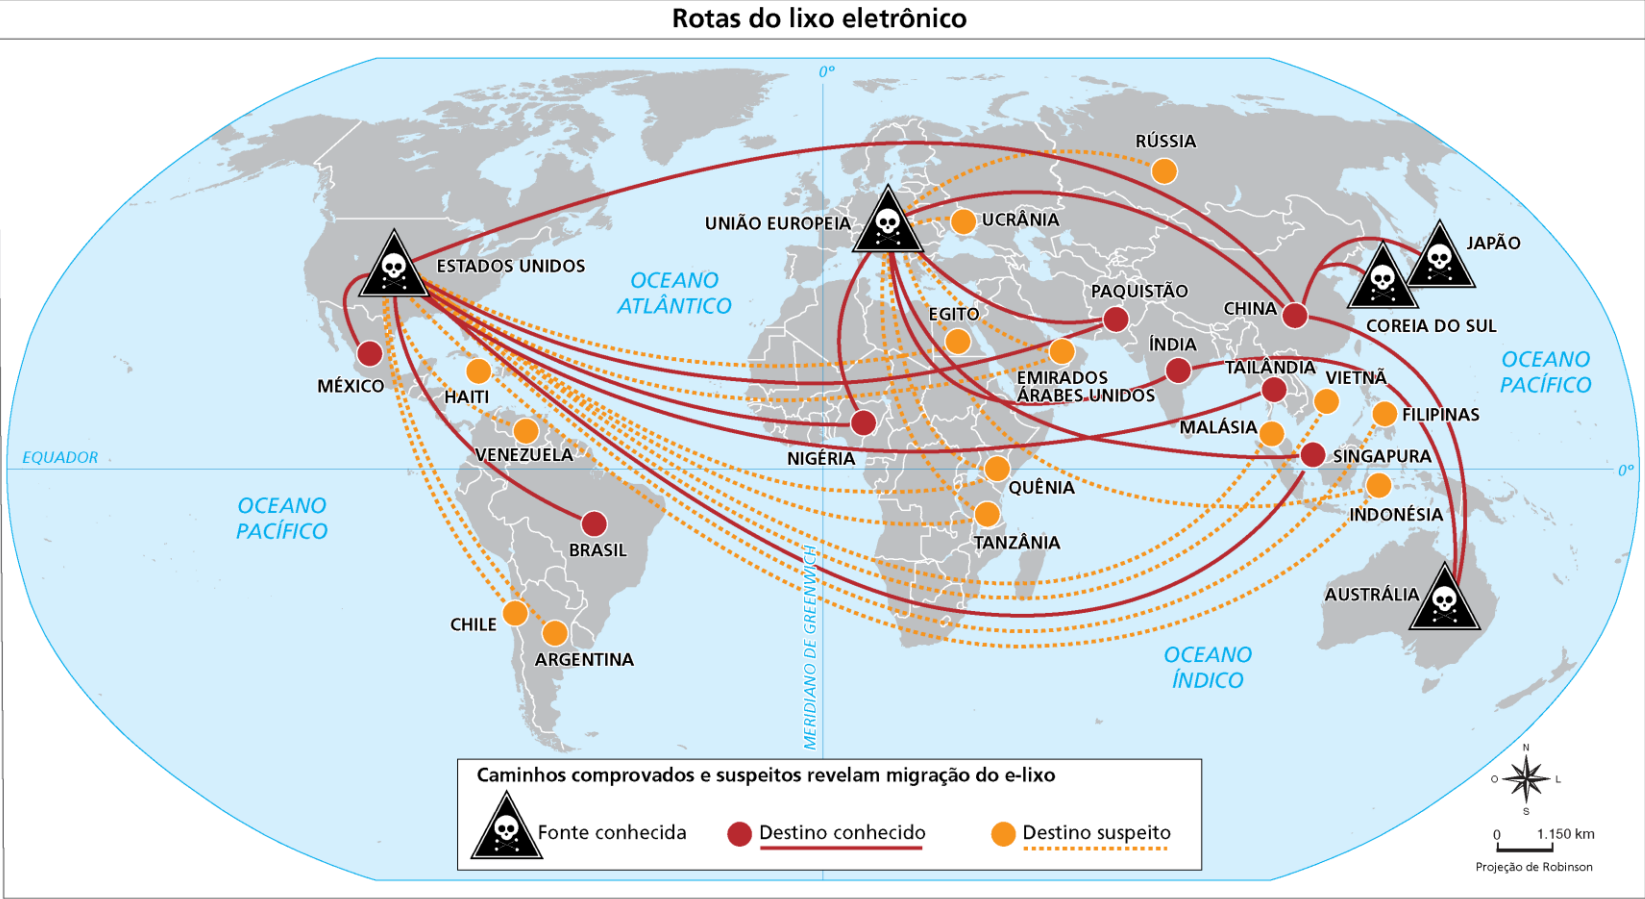 Rotas do lixo eletrônico
0º
RÚSSIA
UNIÃO EUROPEIA
UCRÂNIA
JAPÃO
ESTADOS UNIDOS
OCEANO
ATLÂNTICO
PAQUISTÃO
EGITO
CHINA
COREIA DO SUL
ÍNDIA
OCEANO
PACÍFICO
MÉXICO
HAITI
EMIRADOS
ÁRABES UNIDOS
TAILÂNDIA
VIETNÃ
FILIPINAS
MALÁSIA
EQUADOR
VENEZUELA
NIGÉRIA
SINGAPURA
0º
QUÊNIA
OCEANO
PACÍFICO
INDONÉSIA
BRASIL
TANZÂNIA
MERIDIANO DE GREENWICH
AUSTRÁLIA
CHILE
ARGENTINA
OCEANO
ÍNDICO
Caminhos comprovados e suspeitos revelam migração do e-lixo
Fonte conhecida
Destino conhecido
Destino suspeito
N
O
L
S
0
1.150 km
Projeção de Robinson